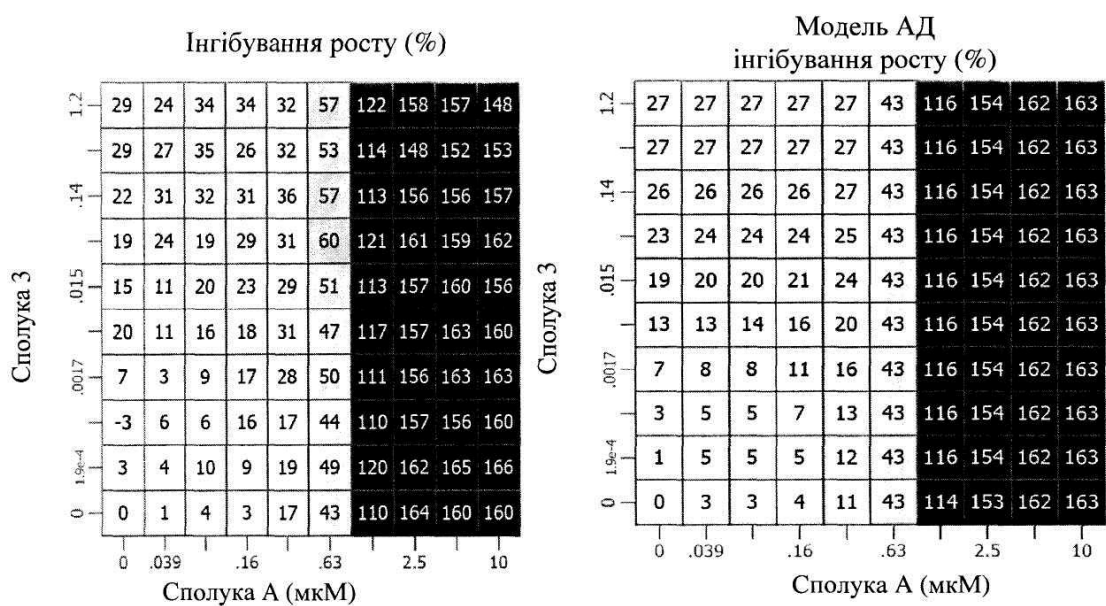 Інгібування росту (%)
1.2 29 24 34 34 32 57 122 158 157 148
29 27 35 26 32 53 114 148 152 153
.14 22 31 32 31 36 57 113 156 156 157
19 24 19 29 31 60 121 161 159 162
.015 15 11 20 23 29 51 113 157 160 156
20 11 16 18 31 47 117 157 163 160
.0017 7 3 9 17 28 50 111 156 163 163
-3 6 6 16 17 44 110 157 156 160
1.9e-4 3 4 10 9 19 49 120 162 165 166
0 0 1 4 3 17 43 110 164 160 160
0 .039 .16 .63 2.5 10
Сполука 3
Сполука А (мкМ)
Модель АД
інгібування росту (%)
1.2 27 27 27 27 27 43 116 154 162 163
27 27 27 27 27 43 116 154 162 163
.14 26 26 26 26 27 43 116 154 162 163
23 24 24 24 25 43 116 154 162 163
.015 19 20 20 21 24 43 116 154 162 163
13 13 14 16 20 43 116 154 162 163
.0017 7 8 8 11 16 43 116 154 162 163
3 5 5 7 13 43 116 154 162 163
1.9e-4 1 5 5 5 12 43 116 154 162 163
0 0 3 3 4 11 43 114 153 162 163
0 .039 .16 .63 2.5 10
Сполука 3
Сполука А (мкМ)